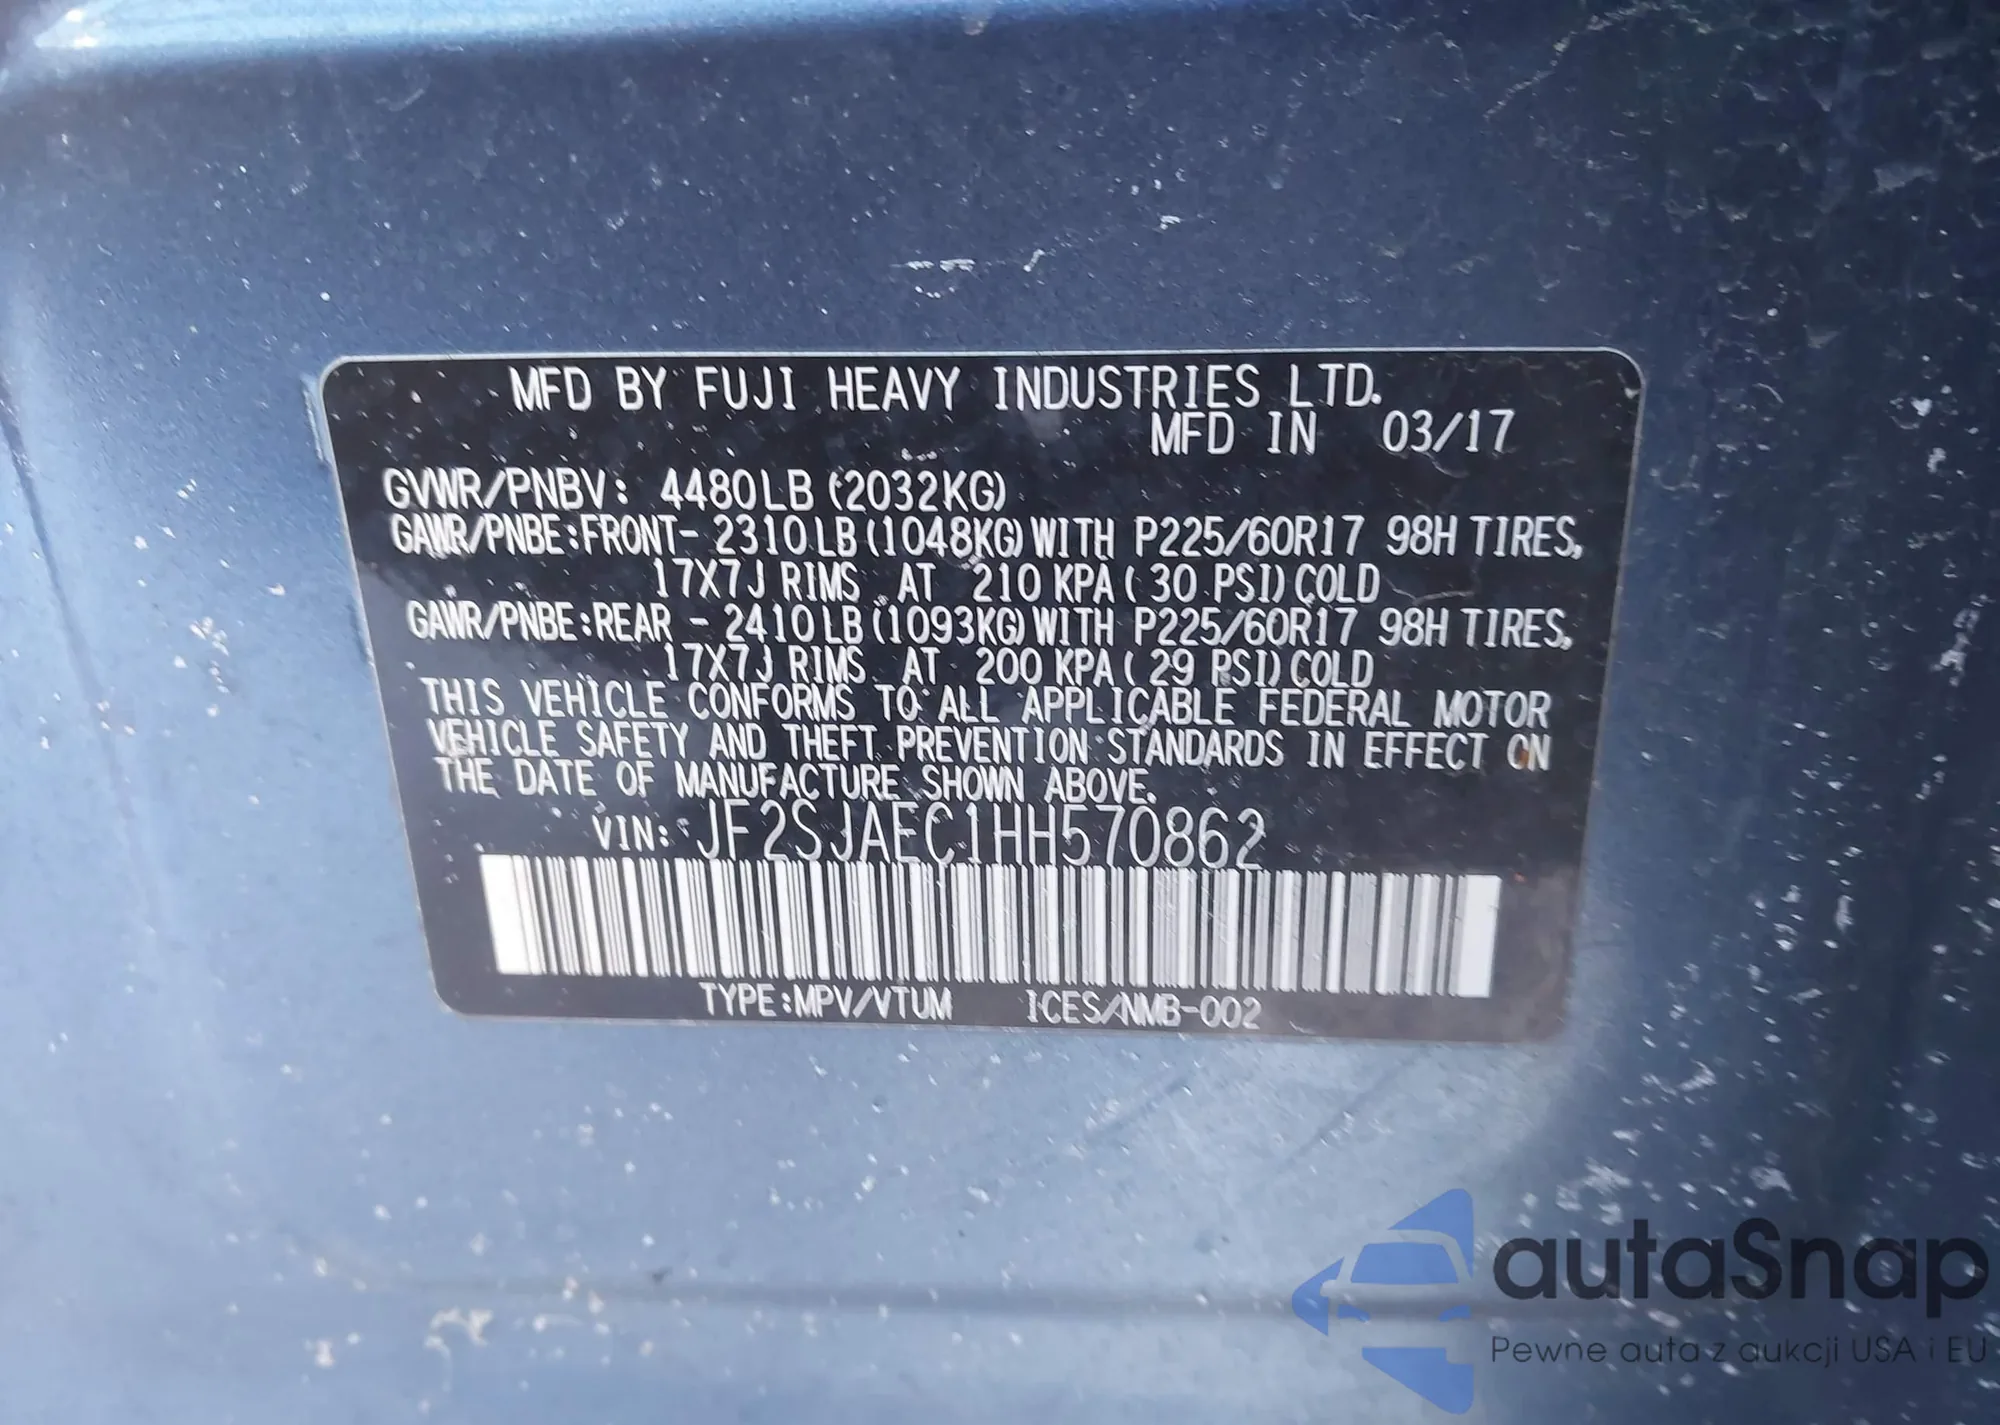 MFD BY FUJI HEAVY INDUSTRIES LTD.
MFD IN 03/17
GVWR/PNBV: 4480LB (2032KG)
GAWR/PNBE:FRONT- 2310LB (1048KG) WITH P225/60R17 98H TIRES,
17X7J RIMS AT 210 KPA ( 30 PSI) COLD
GAWR/PNBE:REAR - 2410LB (1093KG) WITH P225/60R17 98H TIRES,
17X7J RIMS AT 200 KPA ( 29 PSI) COLD
THIS VEHICLE CONFORMS TO ALL APPLICABLE FEDERAL MOTOR
VEHICLE SAFETY AND THEFT PREVENTION STANDARDS IN EFFECT ON
THE DATE OF MANUFACTURE SHOWN ABOVE.
VIN: JF2SJAEC1HH570862
TYPE:MPV/VTUM ICES/NMB-002
autaSnap
Pewne auta z aukcji USA i EU